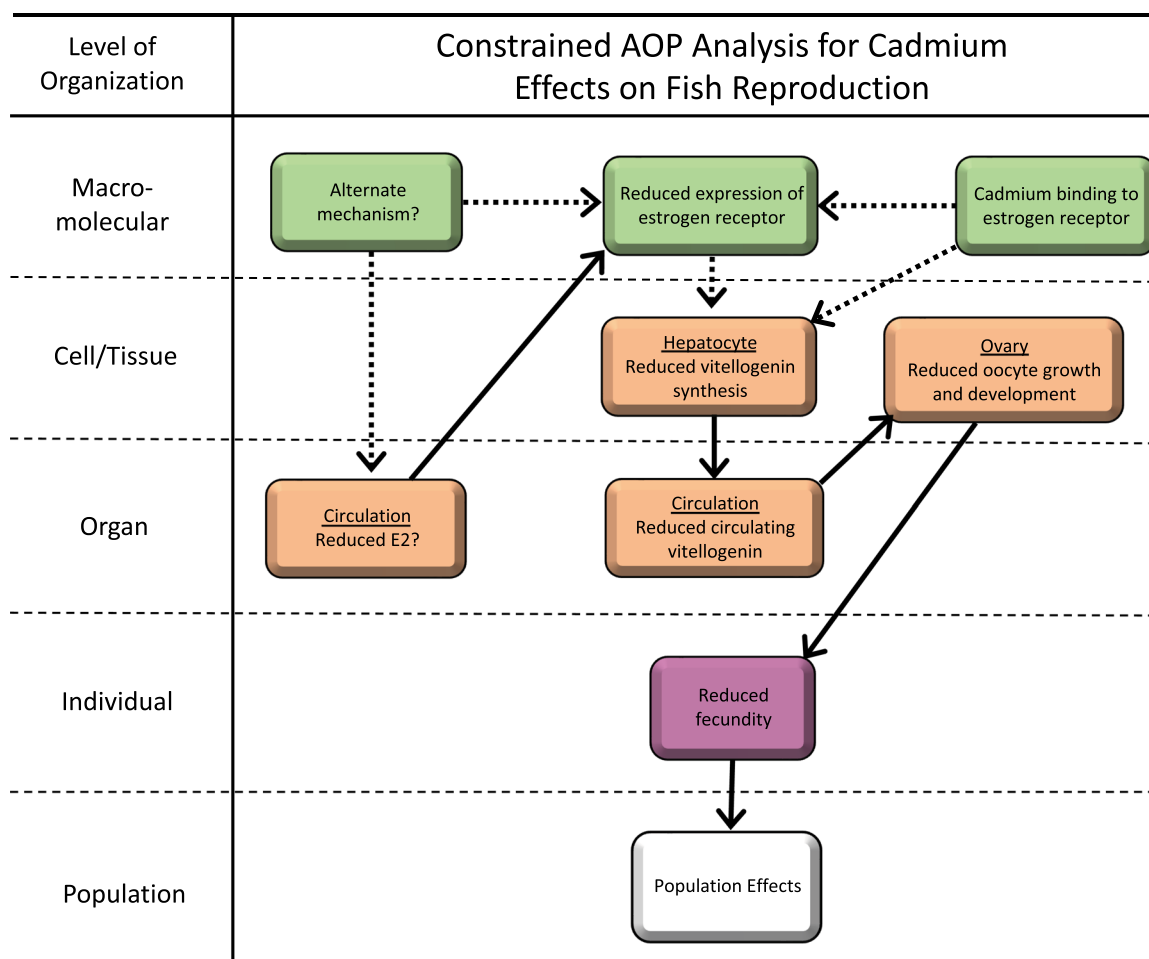 Level of
Organization
Constrained AOP Analysis for Cadmium
Effects on Fish Reproduction
Macro-
molecular
Alternate
mechanism?
Reduced expression of
estrogen receptor
Cadmium binding to
estrogen receptor
Cell/Tissue
Hepatocyte
Reduced vitellogenin
synthesis
Ovary
Reduced oocyte growth
and development
Organ
Circulation
Reduced E2?
Circulation
Reduced circulating
vitellogenin
Individual
Reduced
fecundity
Population
Population Effects